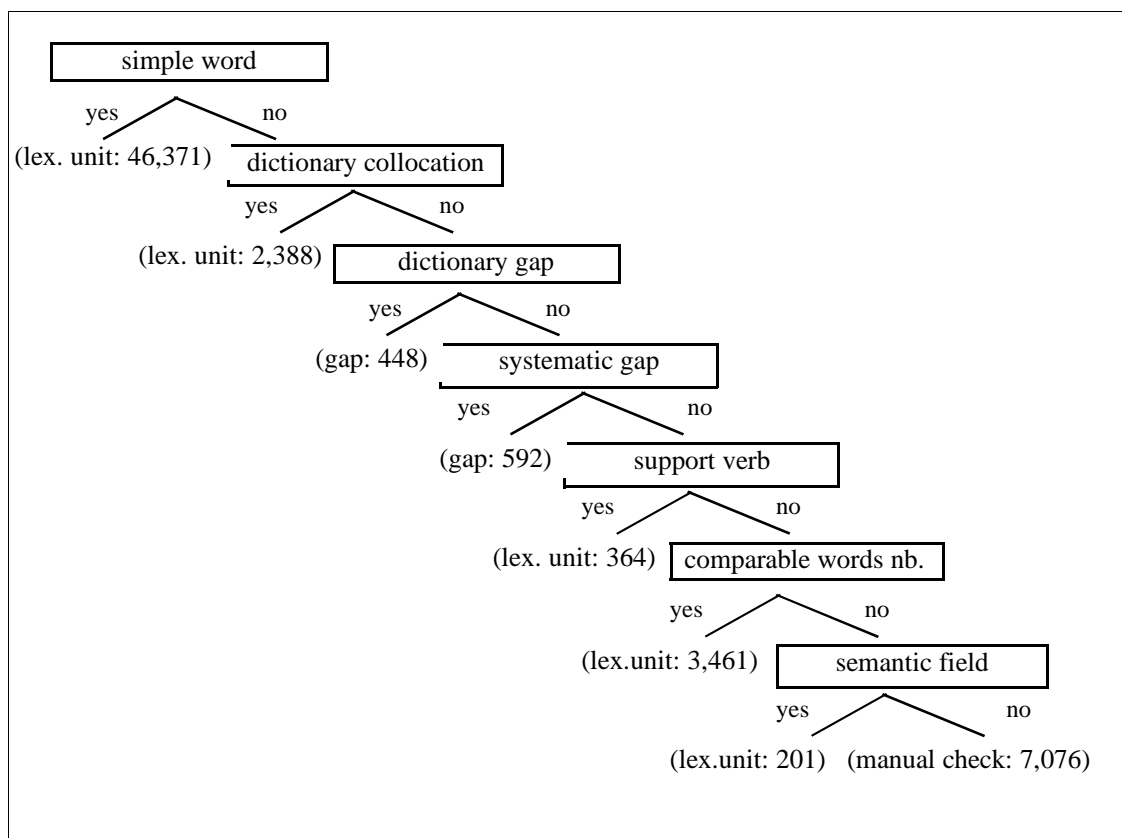 simple word
yes no
(lex. unit: 46,371) dictionary collocation
yes no
(lex. unit: 2,388) dictionary gap
yes no
(gap: 448) systematic gap
yes no
(gap: 592) support verb
yes no
(lex. unit: 364) comparable words nb.
yes no
(lex.unit: 3,461) semantic field
yes no
(lex.unit: 201) (manual check: 7,076)